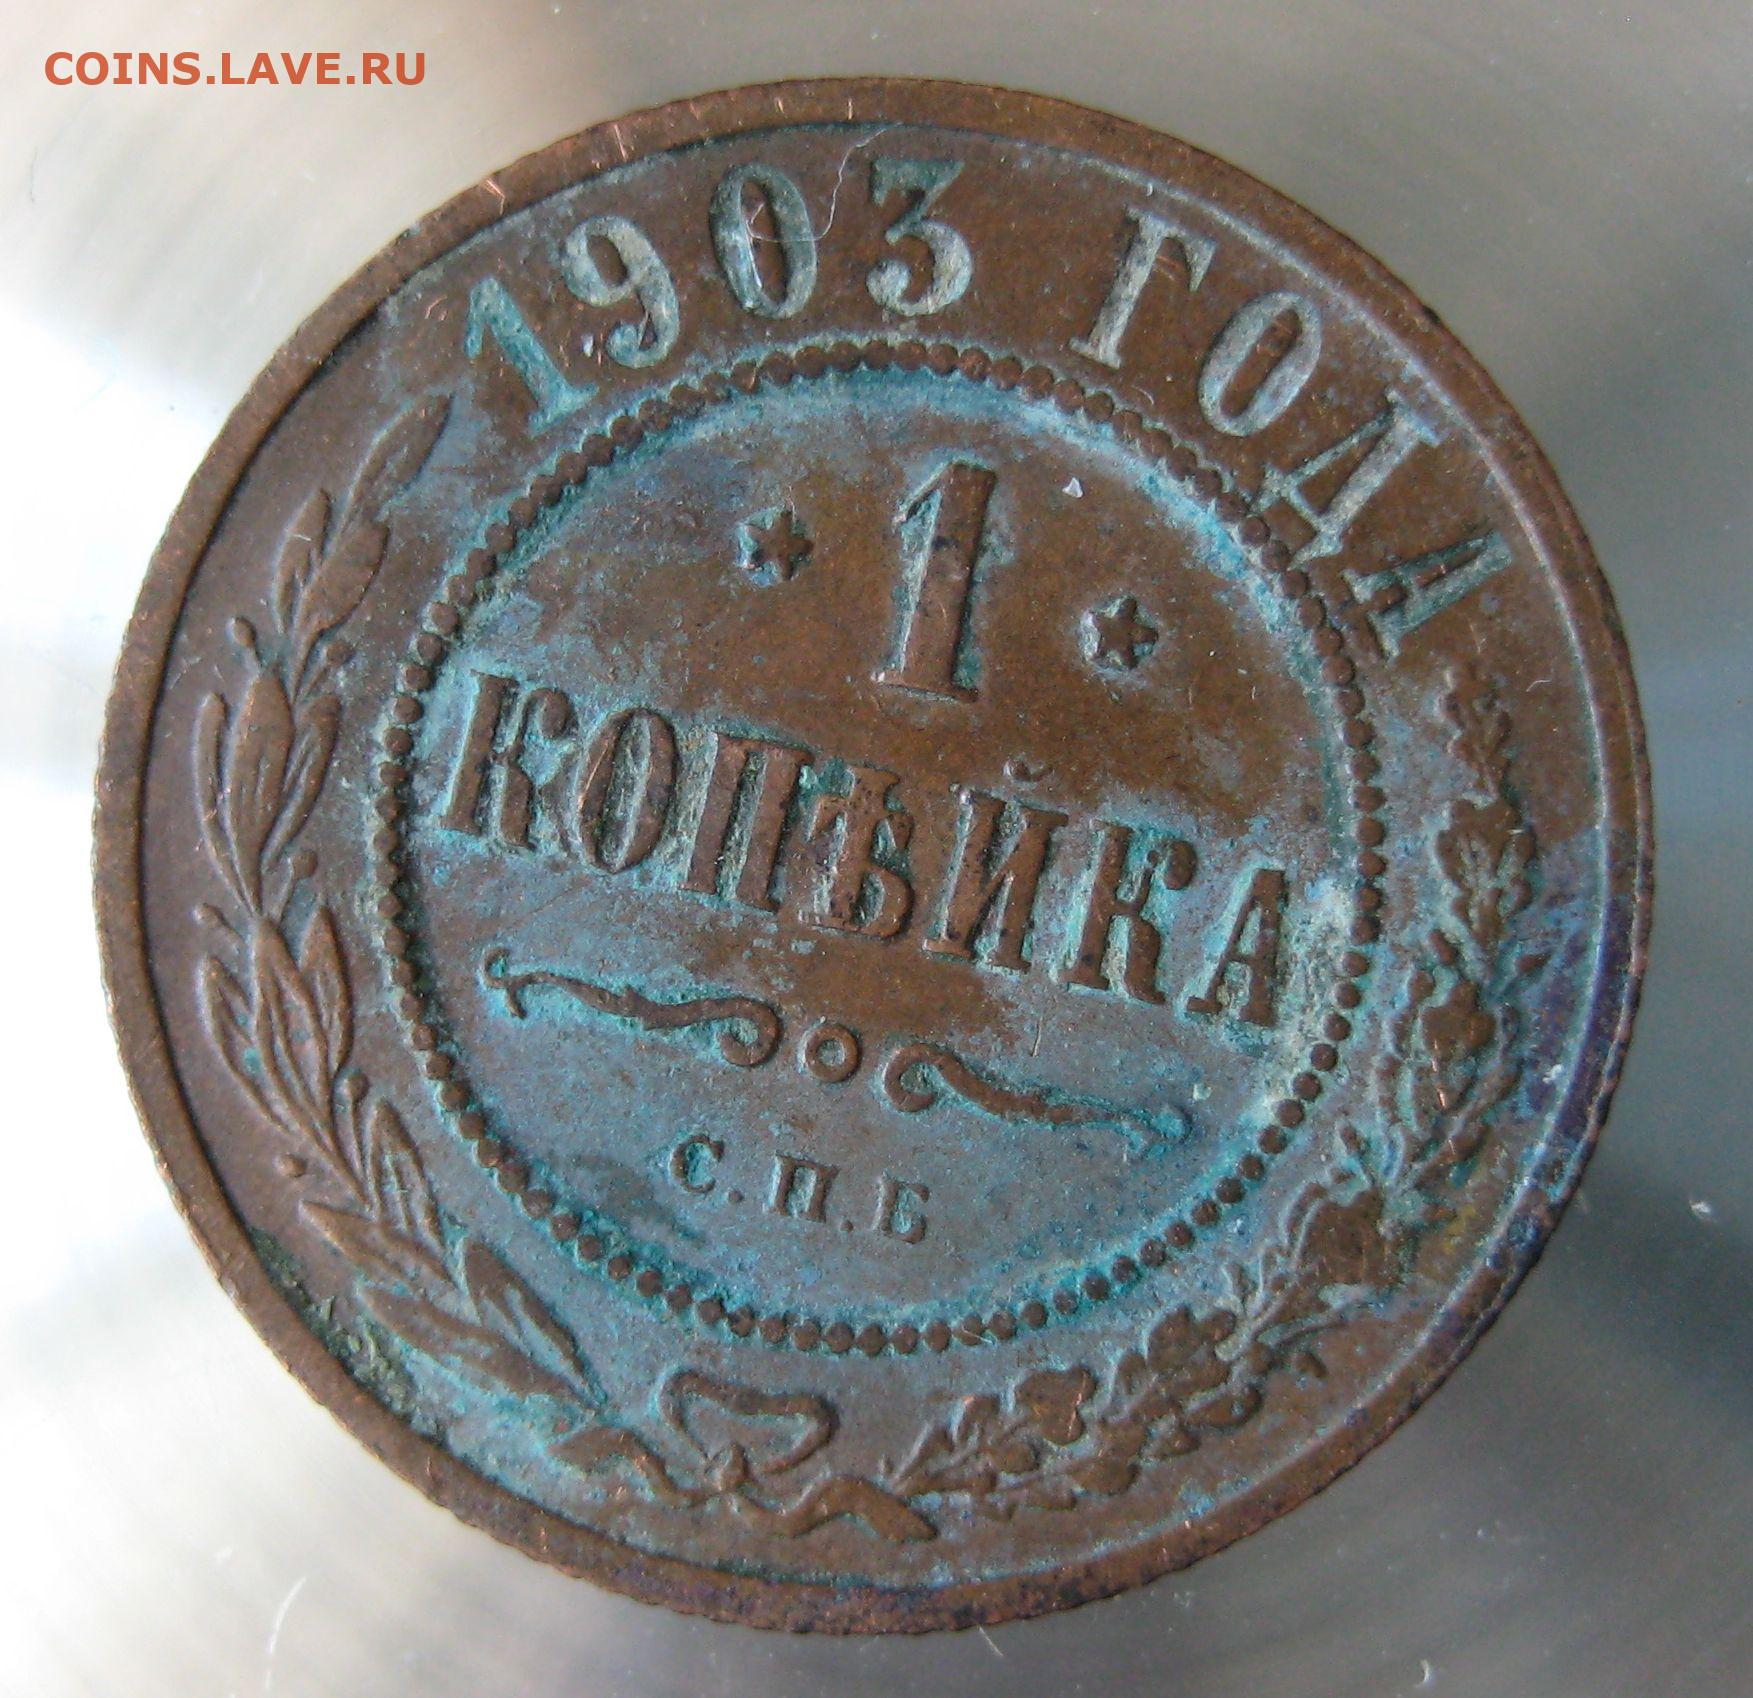 COINS.LAVE.RU
1903 ГОДА
* 1 *
КОПѢЙКА
С.П.Б